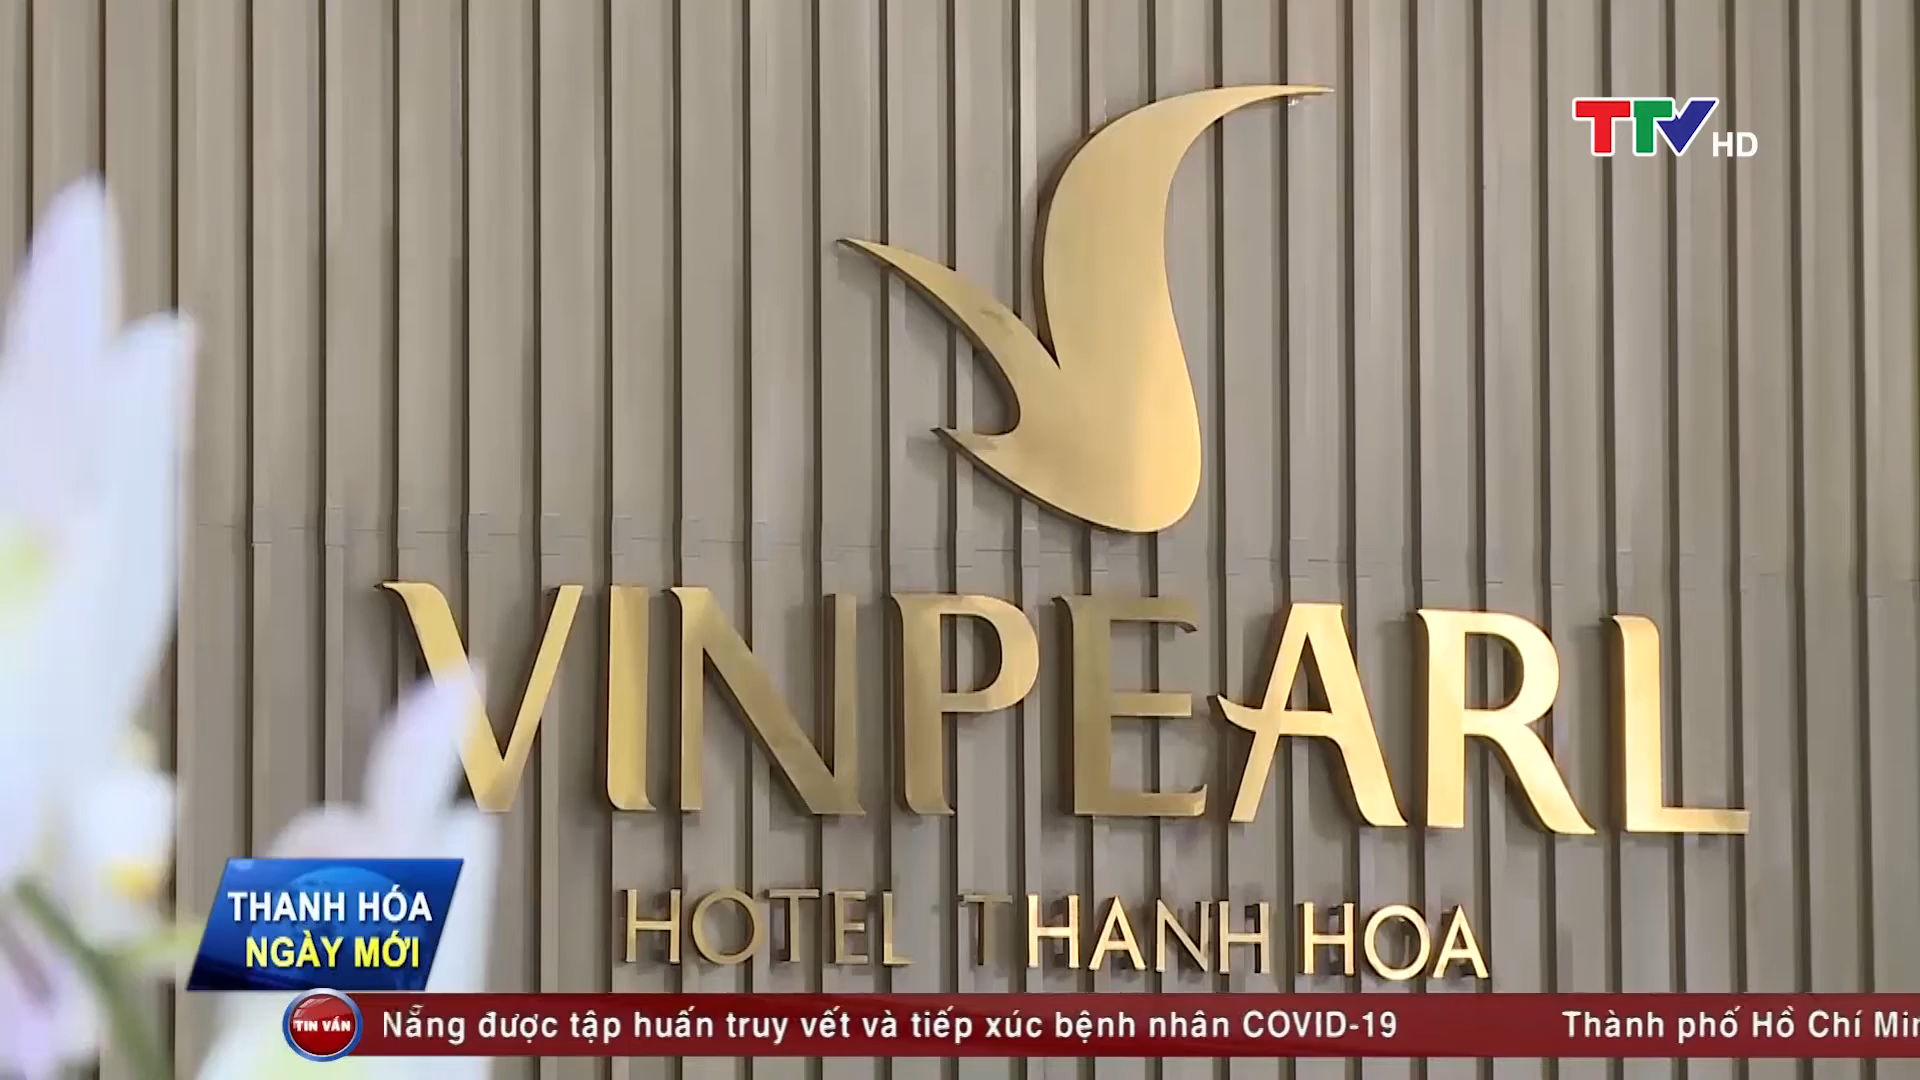 TTV HD
VINPEARL
HOTEL THANH HOA
THANH HÓA
NGÀY MỚI
TIN VẮN
Nẵng được tập huấn truy vết và tiếp xúc bệnh nhân COVID-19 Thành phố Hồ Chí Min